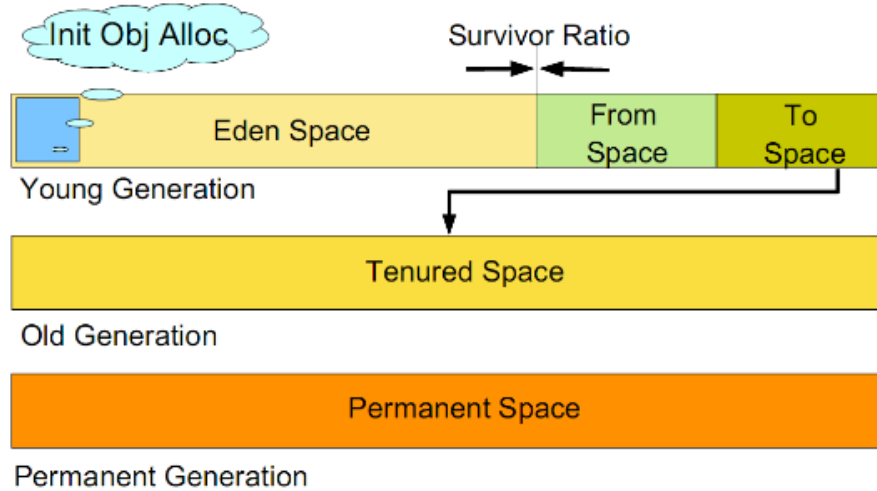 Init Obj Alloc
Survivor Ratio
Eden Space
From
Space
To
Space
Young Generation
Tenured Space
Old Generation
Permanent Space
Permanent Generation